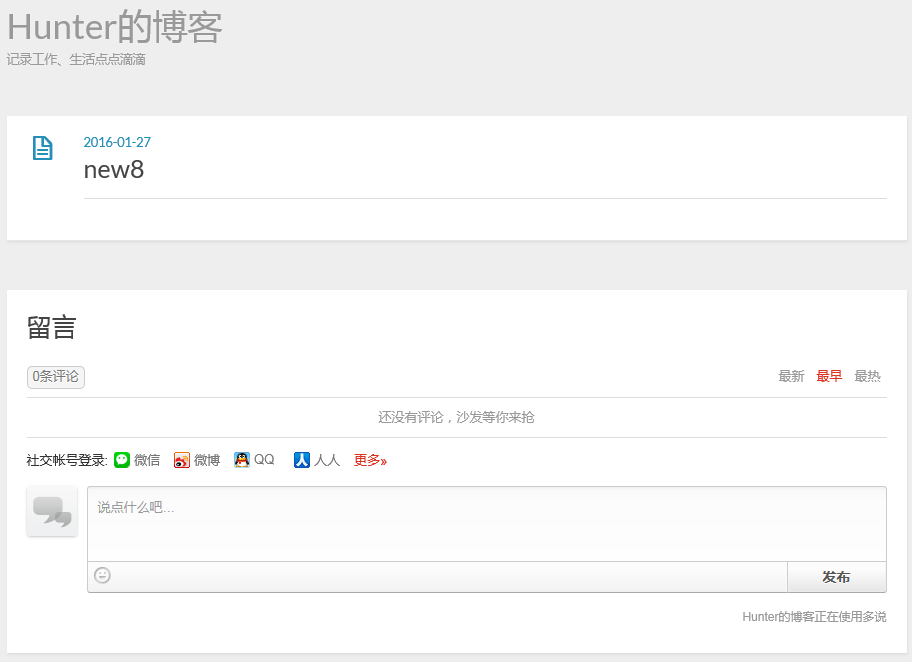 Hunter的博客
记录工作、生活点点滴滴
2016-01-27
new8
留言
0条评论 最新 最早 最热
还没有评论，沙发等你来抢
社交帐号登录: 微信 微博 QQ 人人 更多»
说点什么吧...
发布
Hunter的博客正在使用多说